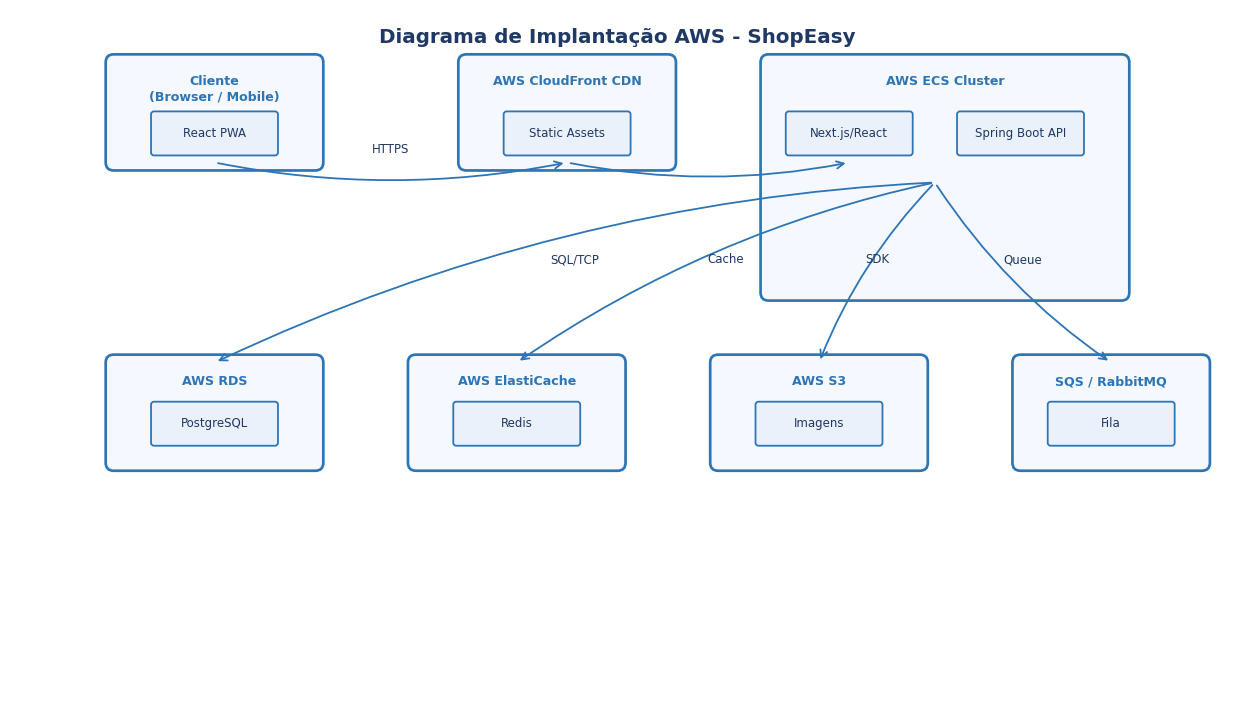 Diagrama de Implantação AWS - ShopEasy
Cliente
(Browser / Mobile)
React PWA
HTTPS
AWS CloudFront CDN
Static Assets
AWS ECS Cluster
Next.js/React
Spring Boot API
SQL/TCP
Cache
SDK
Queue
AWS RDS
PostgreSQL
AWS ElastiCache
Redis
AWS S3
Imagens
SQS / RabbitMQ
Fila